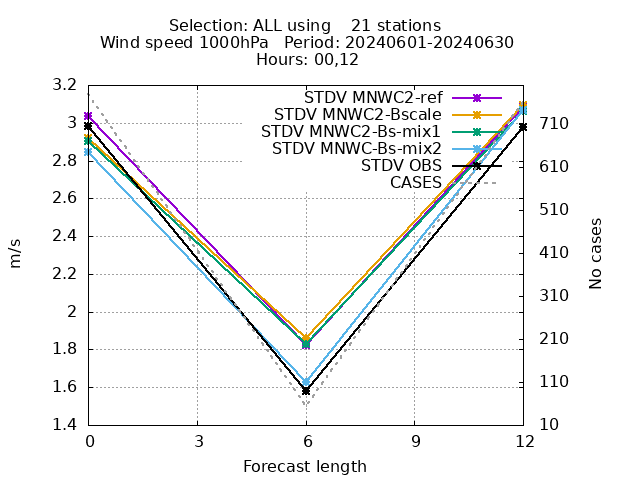 Selection: ALL using    21 stations
Wind speed 1000hPa   Period: 20240601-20240630
Hours: 00,12
STDV MNWC2-ref
STDV MNWC2-Bscale
STDV MNWC2-Bs-mix1
STDV MNWC-Bs-mix2
STDV OBS
CASES
3.2
3
2.8
2.6
2.4
2.2
2
1.8
1.6
1.4
m/s
710
610
510
410
310
210
110
10
No cases
0 3 6 9 12
Forecast length